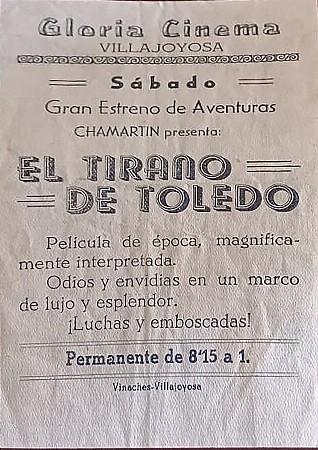 Gloria Cinema
VILLAJOYOSA
Sábado
Gran Estreno de Aventuras
CHAMARTIN presenta:
EL TIRANO
DE TOLEDO
Película de época, magnífica-
mente interpretada.
Odios y envidias en un marco
de lujo y esplendor.
¡Luchas y emboscadas!
Permanente de 8'15 a 1.
Vinaches-Villajoyosa